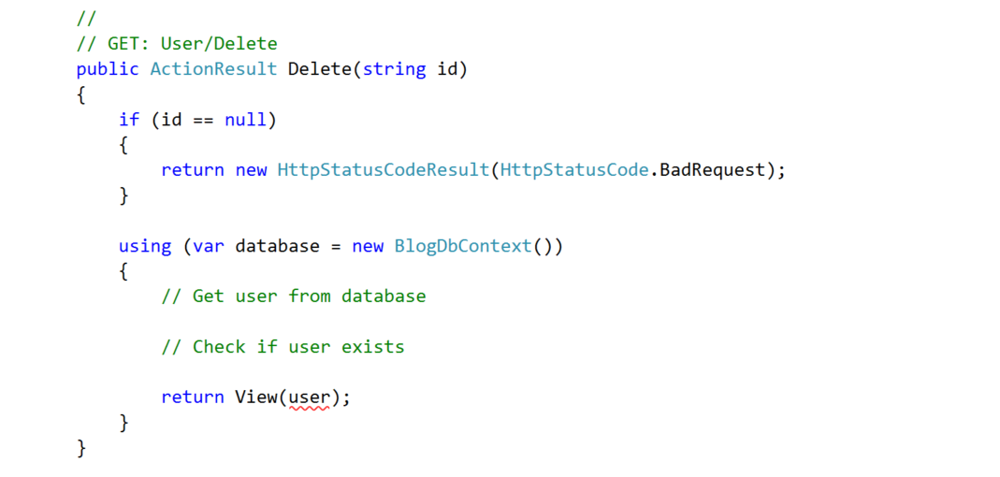 //
// GET: User/Delete
public ActionResult Delete(string id)
{
    if (id == null)
    {
        return new HttpStatusCodeResult(HttpStatusCode.BadRequest);
    }

    using (var database = new BlogDbContext())
    {
        // Get user from database

        // Check if user exists

        return View(user);
    }
}